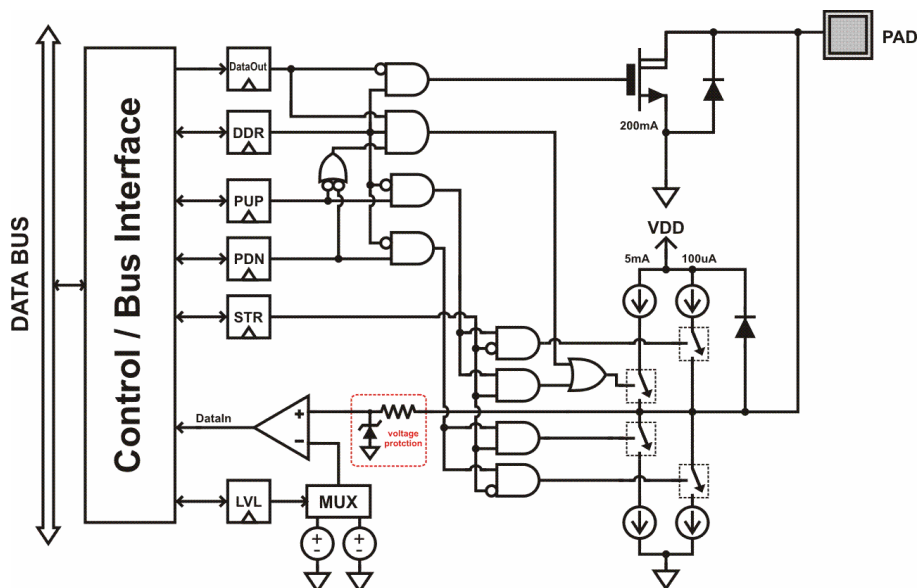 PAD
DataOut
DDR
200mA
PUP
VDD
PDN
5mA
100uA
STR
DATA BUS
Control / Bus Interface
DataIn
+
−
voltage
protction
LVL
MUX
+
-
+
-